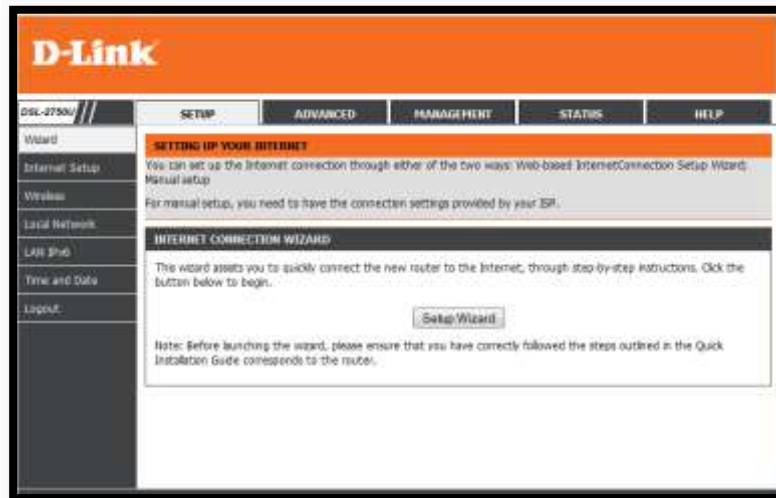 D-Link
DSL-2750U
SETUP
ADVANCED
MANAGEMENT
STATUS
HELP
Wizard
Internet Setup
Wireless
Local Network
LAN IPv6
Time and Date
Logout
SETTING UP YOUR INTERNET
You can set up the Internet connection through either of the two ways: Web-based InternetConnection Setup Wizard;
Manual setup
For manual setup, you need to have the connection settings provided by your ISP.
INTERNET CONNECTION WIZARD
This wizard assists you to quickly connect the new router to the Internet, through step-by-step instructions. Click the
button below to begin.
Setup Wizard
Note: Before launching the wizard, please ensure that you have correctly followed the steps outlined in the Quick
Installation Guide corresponds to the router.